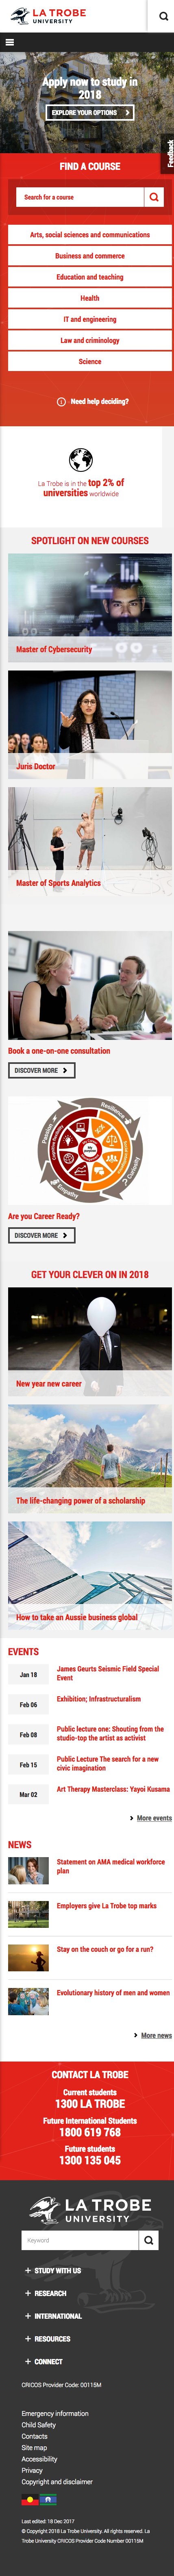 LA TROBE
UNIVERSITY
Apply now to study in
2018
EXPLORE YOUR OPTIONS
Feedback
FIND A COURSE
Search for a course
Arts, social sciences and communications
Business and commerce
Education and teaching
Health
IT and engineering
Law and criminology
Science
Need help deciding?
La Trobe is in the top 2% of
universities worldwide
SPOTLIGHT ON NEW COURSES
Master of Cybersecurity
Juris Doctor
Master of Sports Analytics
Book a one-on-one consultation
DISCOVER MORE
Resilience
Curiosity
Empathy
Passion
Are you Career Ready?
DISCOVER MORE
GET YOUR CLEVER ON IN 2018
New year new career
The life-changing power of a scholarship
How to take an Aussie business global
EVENTS
Jan 18
James Geurts Seismic Field Special
Event
Feb 06
Exhibition; Infrastructuralism
Feb 08
Public lecture one: Shouting from the
studio-top the artist as activist
Feb 15
Public Lecture The search for a new
civic imagination
Mar 02
Art Therapy Masterclass: Yayoi Kusama
More events
NEWS
Statement on AMA medical workforce
plan
Employers give La Trobe top marks
Stay on the couch or go for a run?
Evolutionary history of men and women
More news
CONTACT LA TROBE
Current students
1300 LA TROBE
Future International Students
1800 619 768
Future students
1300 135 045
LA TROBE
UNIVERSITY
Keyword
STUDY WITH US
RESEARCH
INTERNATIONAL
RESOURCES
CONNECT
CRICOS Provider Code: 00115M
Emergency information
Child Safety
Contacts
Site map
Accessibility
Privacy
Copyright and disclaimer
Last edited: 18 Dec 2017
© Copyright 2018 La Trobe University. All rights reserved. La
Trobe University CRICOS Provider Code Number 00115M